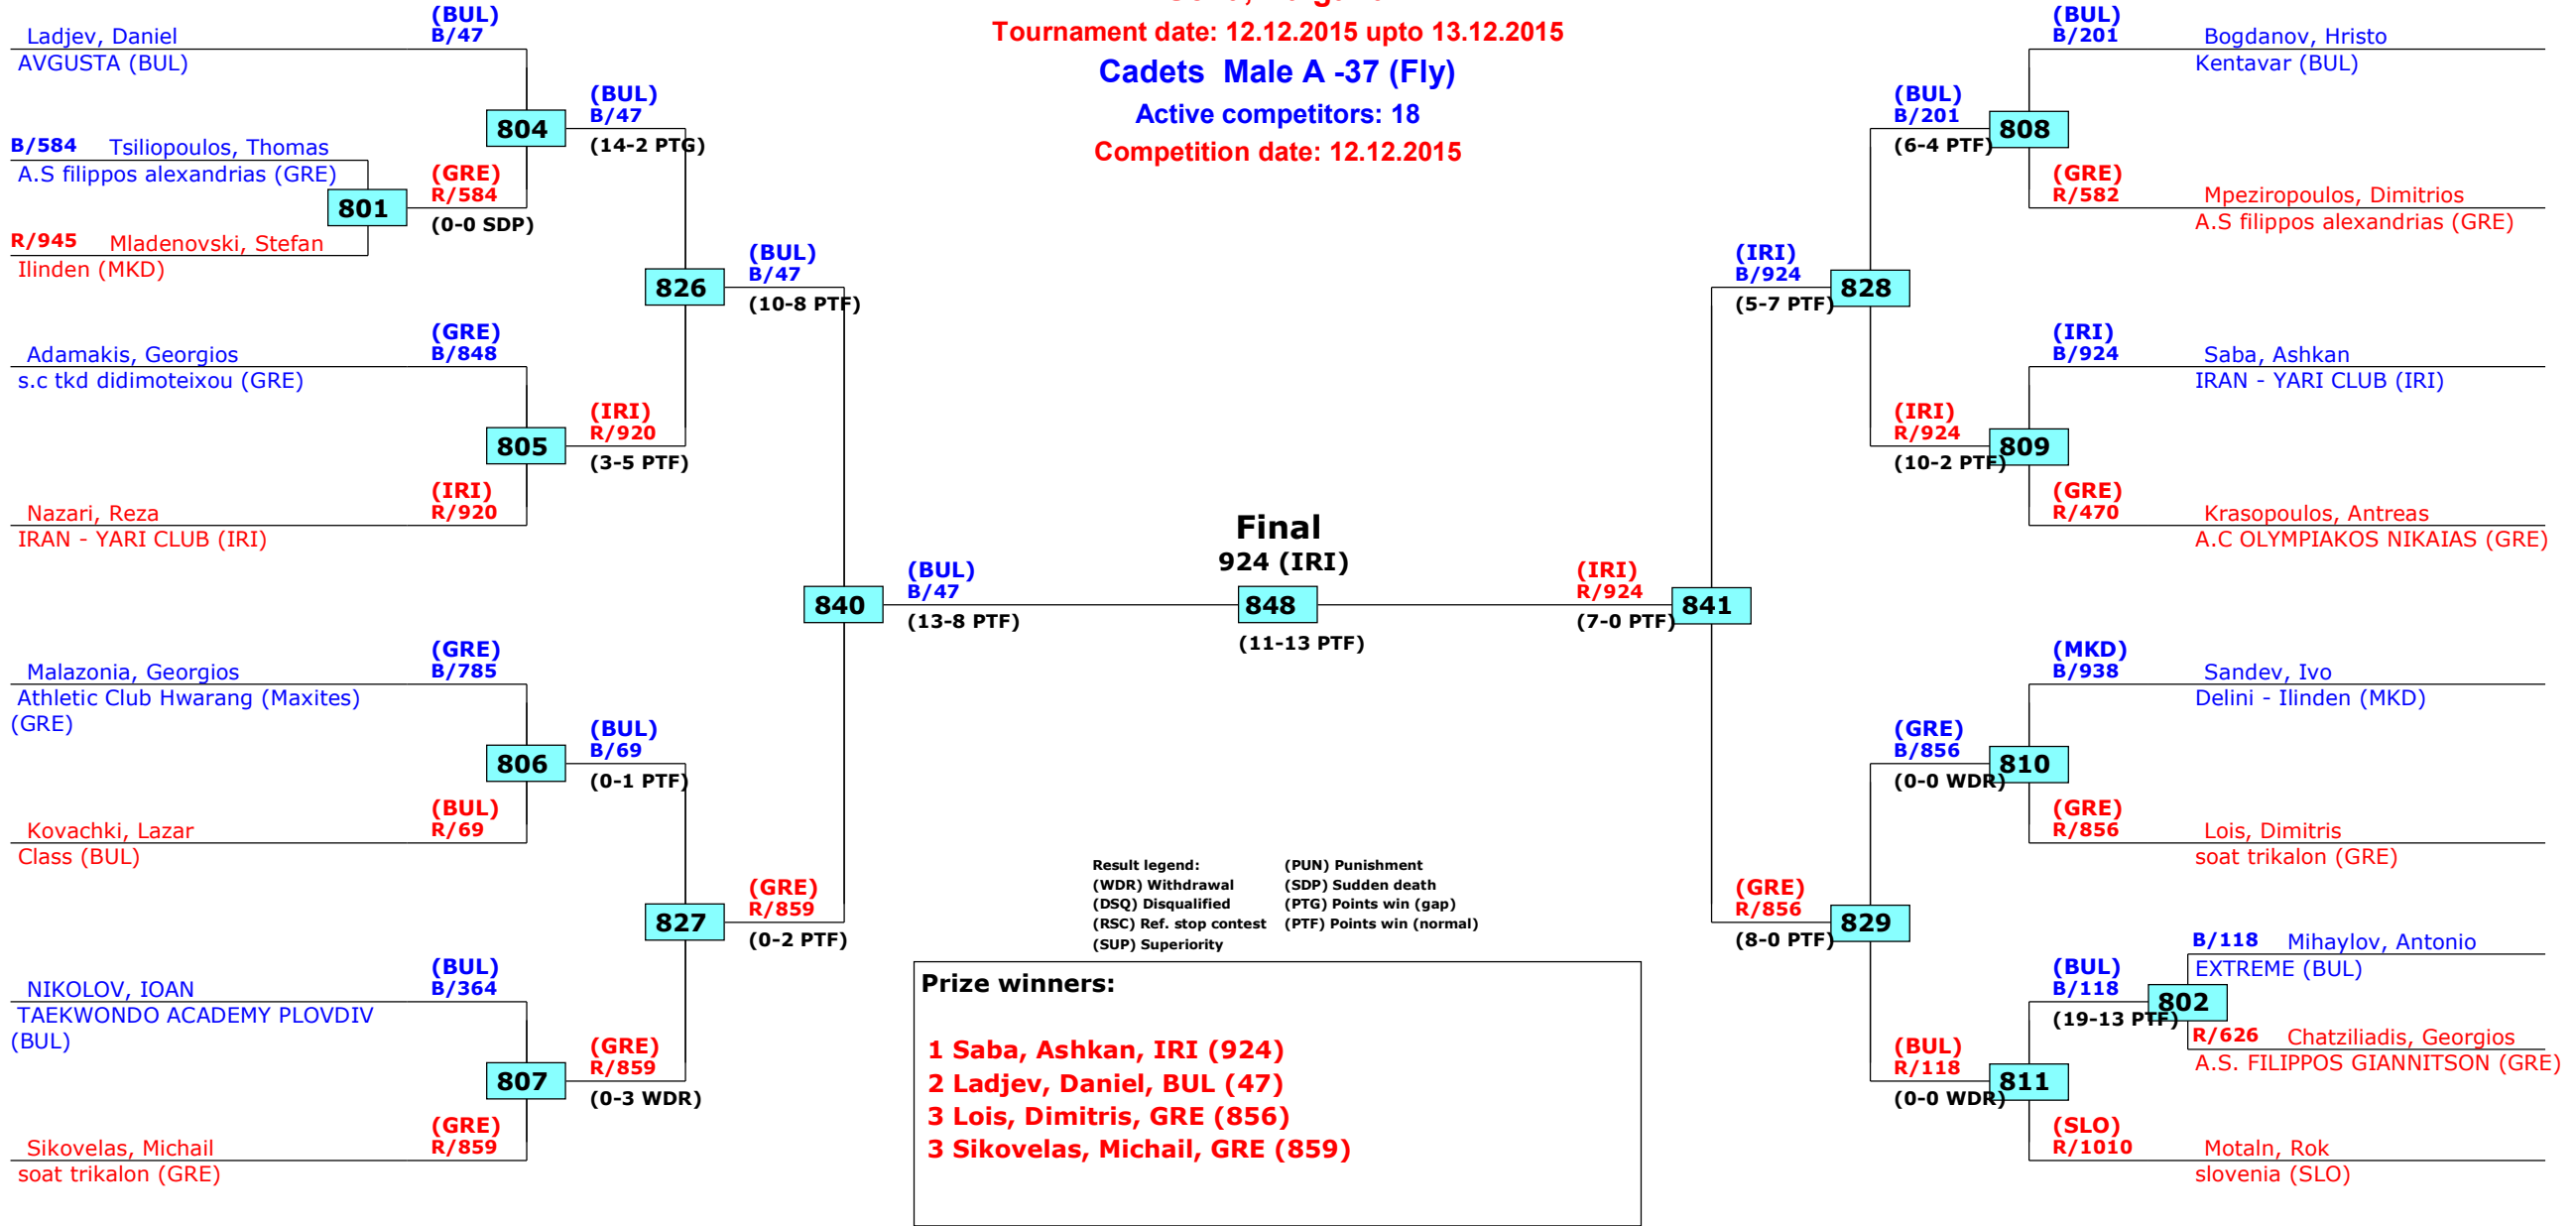 Tournament date: 12.12.2015 upto 13.12.2015
Cadets Male A -37 (Fly)
Active competitors: 18
Competition date: 12.12.2015
(BUL)
Ladjev, Daniel B/47
AVGUSTA (BUL)
B/584 Tsiliopoulos, Thomas
A.S filippos alexandrias (GRE)
801
R/945 Mladenovski, Stefan
Ilinden (MKD)
(GRE)
R/584
(0-0 SDP)
804
(BUL)
B/47
(14-2 PTG)
(GRE)
Adamakis, Georgios B/848
s.c tkd didimoteixou (GRE)
805
(IRI)
Nazari, Reza R/920
IRAN - YARI CLUB (IRI)
(IRI)
R/920
(3-5 PTF)
826
(BUL)
B/47
(10-8 PTF)
(GRE)
Malazonia, Georgios B/785
Athletic Club Hwarang (Maxites)
(GRE)
806
(BUL)
Kovachki, Lazar R/69
Class (BUL)
(BUL)
B/69
(0-1 PTF)
827
(GRE)
R/859
(0-2 PTF)
(BUL)
NIKOLOV, IOAN B/364
TAEKWONDO ACADEMY PLOVDIV
(BUL)
807
(GRE)
Sikovelas, Michail R/859
soat trikalon (GRE)
(GRE)
R/859
(0-3 WDR)
840
(BUL)
B/47
(13-8 PTF)
Final
924 (IRI)
848
(11-13 PTF)
(IRI)
R/924
(7-0 PTF)
841
(BUL)
B/201 Bogdanov, Hristo
Kentavar (BUL)
(BUL)
B/201
(6-4 PTF)
808
(GRE)
R/582 Mpeziropoulos, Dimitrios
A.S filippos alexandrias (GRE)
(IRI)
B/924
(5-7 PTF)
828
(IRI)
B/924 Saba, Ashkan
IRAN - YARI CLUB (IRI)
(IRI)
R/924
(10-2 PTF)
809
(GRE)
R/470 Krasopoulos, Antreas
A.C OLYMPIAKOS NIKAIAS (GRE)
(MKD)
B/938 Sandev, Ivo
Delini - Ilinden (MKD)
(GRE)
B/856
(0-0 WDR)
810
(GRE)
R/856 Lois, Dimitris
soat trikalon (GRE)
(GRE)
R/856
(8-0 PTF)
829
B/118 Mihaylov, Antonio
EXTREME (BUL)
(BUL)
B/118
(19-13 PTF)
802
R/626 Chatziliadis, Georgios
A.S. FILIPPOS GIANNITSON (GRE)
(BUL)
R/118
(0-0 WDR)
811
(SLO)
R/1010 Motaln, Rok
slovenia (SLO)
Result legend: (PUN) Punishment
(WDR) Withdrawal (SDP) Sudden death
(DSQ) Disqualified (PTG) Points win (gap)
(RSC) Ref. stop contest (PTF) Points win (normal)
(SUP) Superiority
Prize winners:
1 Saba, Ashkan, IRI (924)
2 Ladjev, Daniel, BUL (47)
3 Lois, Dimitris, GRE (856)
3 Sikovelas, Michail, GRE (859)